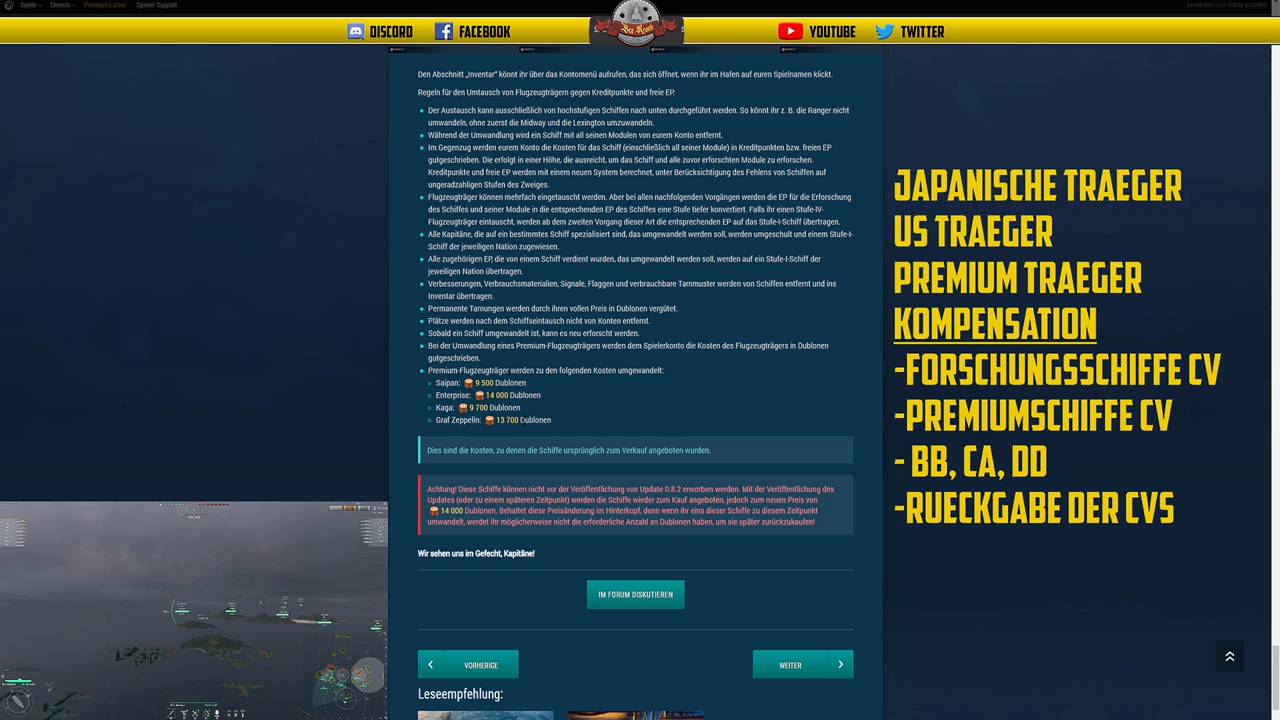 Spiele
Dienste
Premium-Laden
Spieler Support
Anmelden oder Konto erstellen
DISCORD
FACEBOOK
YOUTUBE
TWITTER
Den Abschnitt „Inventar" könnt ihr über das Kontomenü aufrufen, das sich öffnet, wenn ihr im Hafen auf euren Spielnamen klickt.
Regeln für den Umtausch von Flugzeugträgern gegen Kreditpunkte und freie EP.
Der Austausch kann ausschließlich von hochstufigen Schiffen nach unten durchgeführt werden. So könnt ihr z. B. die Ranger nicht
umwandeln, ohne zuerst die Midway und die Lexington umzuwandeln.
Während der Umwandlung wird ein Schiff mit all seinen Modulen von eurem Konto entfernt.
Im Gegenzug werden eurem Konto die Kosten für das Schiff (einschließlich all seiner Module) in Kreditpunkten bzw. freien EP
gutgeschrieben. Die erfolgt in einer Höhe, die ausreicht, um das Schiff und alle zuvor erforschten Module zu erforschen.
Kreditpunkte und freie EP werden mit einem neuen System berechnet, unter Berücksichtigung des Fehlens von Schiffen auf
ungeradzahligen Stufen des Zweiges.
Flugzeugträger können mehrfach eingetauscht werden. Aber bei allen nachfolgenden Vorgängen werden die EP für die Erforschung
des Schiffes und seiner Module in die entsprechenden EP des Schiffes eine Stufe tiefer konvertiert. Falls ihr einen Stufe-IV-
Flugzeugträger eintauscht, werden ab dem zweiten Vorgang dieser Art die entsprechenden EP auf das Stufe-I-Schiff übertragen.
Alle Kapitäne, die auf ein bestimmtes Schiff spezialisiert sind, das umgewandelt werden soll, werden umgeschult und einem Stufe-I-
Schiff der jeweiligen Nation zugewiesen.
Alle zugehörigen EP, die von einem Schiff verdient wurden, das umgewandelt werden soll, werden auf ein Stufe-I-Schiff der
jeweiligen Nation übertragen.
Verbesserungen, Verbrauchsmaterialien, Signale, Flaggen und verbrauchbare Tarnmuster werden von Schiffen entfernt und ins
Inventar übertragen.
Permanente Tarnungen werden durch ihren vollen Preis in Dublonen vergütet.
Plätze werden nach dem Schiffseintausch nicht von Konten entfernt.
Sobald ein Schiff umgewandelt ist, kann es neu erforscht werden.
Bei der Umwandlung eines Premium-Flugzeugträgers werden dem Spielerkonto die Kosten des Flugzeugträgers in Dublonen
gutgeschrieben.
Premium-Flugzeugträger werden zu den folgenden Kosten umgewandelt:
Saipan: 9 500 Dublonen
Enterprise: 14 000 Dublonen
Kaga: 9 700 Dublonen
Graf Zeppelin: 13 700 Dublonen
Dies sind die Kosten, zu denen die Schiffe ursprünglich zum Verkauf angeboten wurden.
Achtung! Diese Schiffe können nicht vor der Veröffentlichung von Update 0.8.2 erworben werden. Mit der Veröffentlichung des
Updates (oder zu einem späteren Zeitpunkt) werden die Schiffe wieder zum Kauf angeboten, jedoch zum neuen Preis von
14 000 Dublonen. Behaltet diese Preisänderung im Hinterkopf, denn wenn ihr eins dieser Schiffe zu diesem Zeitpunkt
umwandelt, werdet ihr möglicherweise nicht die erforderliche Anzahl an Dublonen haben, um sie später zurückzukaufen!
Wir sehen uns im Gefecht, Kapitäne!
IM FORUM DISKUTIEREN
VORHERIGE
WEITER
Leseempfehlung:
JAPANISCHE TRAEGER
US TRAEGER
PREMIUM TRAEGER
KOMPENSATION
-FORSCHUNGSSCHIFFE CV
-PREMIUMSCHIFFE CV
- BB, CA, DD
-RUECKGABE DER CVS